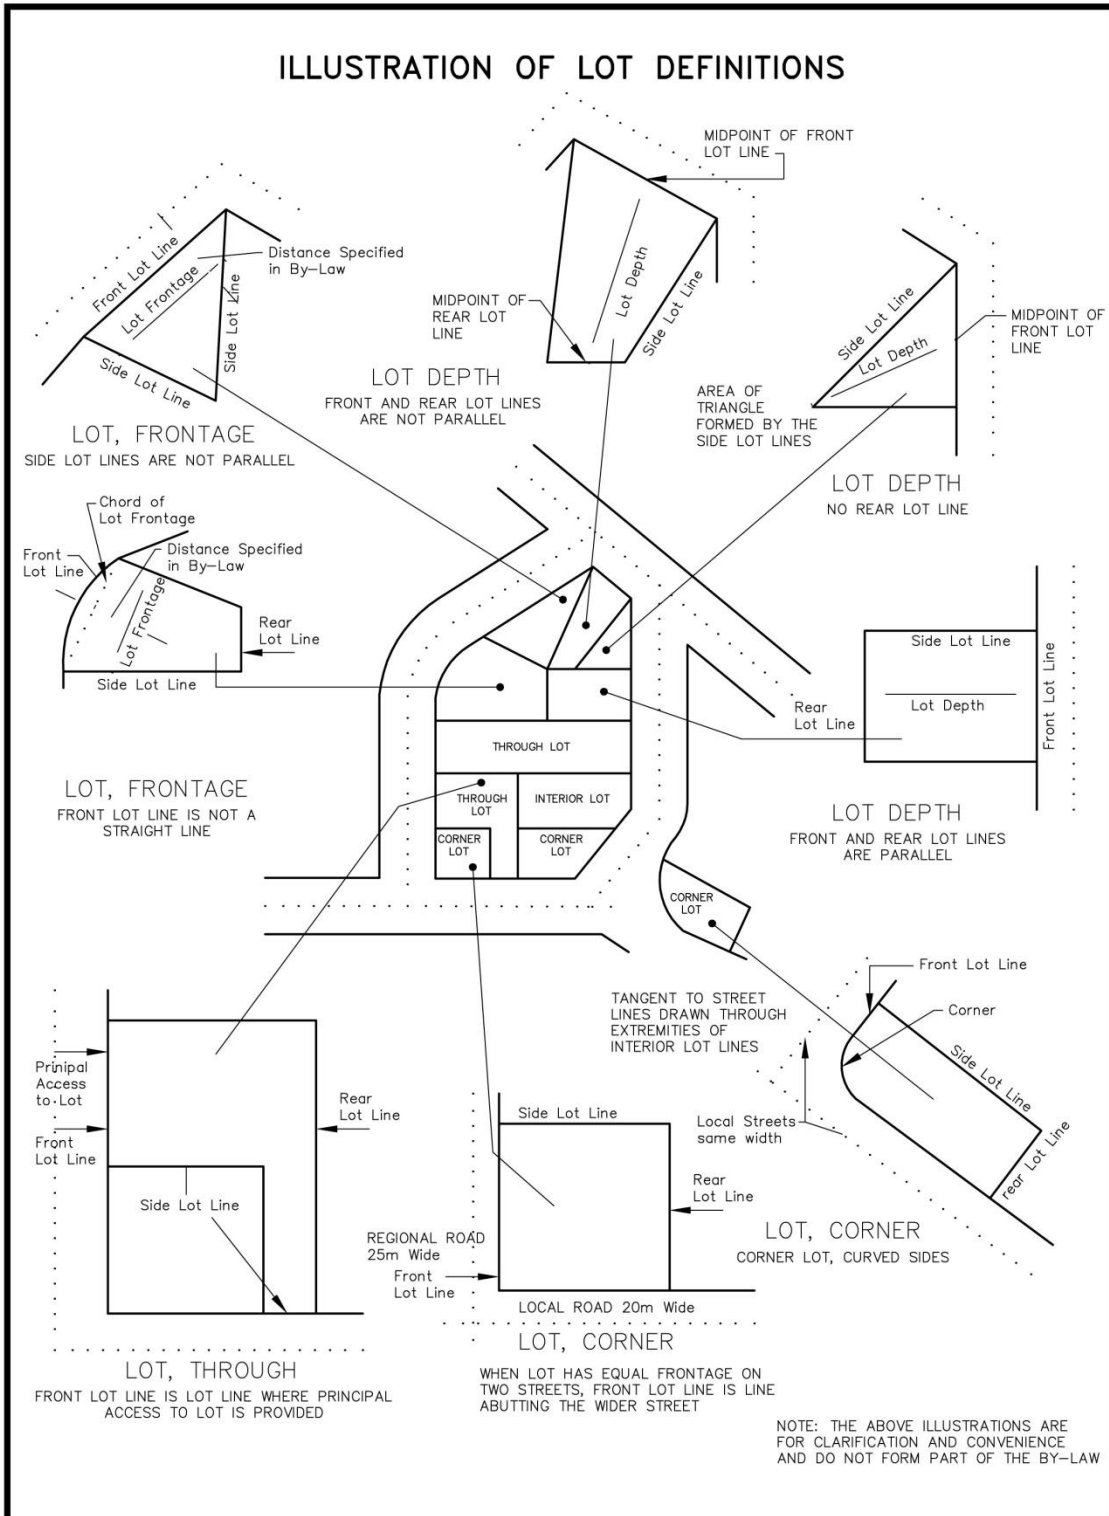 ILLUSTRATION OF LOT DEFINITIONS
MIDPOINT OF FRONT
LOT LINE
Front Lot Line
Lot Frontage
Distance Specified
in By-Law
Side Lot Line
Side Lot Line
LOT, FRONTAGE
SIDE LOT LINES ARE NOT PARALLEL
Lot Depth
Side Lot Line
MIDPOINT OF
REAR LOT
LINE
LOT DEPTH
FRONT AND REAR LOT LINES
ARE NOT PARALLEL
Side Lot Line
Lot Depth
MIDPOINT OF
FRONT LOT
LINE
AREA OF
TRIANGLE
FORMED BY THE
SIDE LOT LINES
LOT DEPTH
NO REAR LOT LINE
Chord of
Lot Frontage
Front
Lot Line
Distance Specified
in By-Law
Lot Frontage
Rear
Lot Line
Side Lot Line
LOT, FRONTAGE
FRONT LOT LINE IS NOT A
STRAIGHT LINE
Side Lot Line
Lot Depth
Front Lot Line
Rear
Lot Line
LOT DEPTH
FRONT AND REAR LOT LINES
ARE PARALLEL
THROUGH LOT
THROUGH
LOT
INTERIOR LOT
CORNER
LOT
CORNER
LOT
CORNER
LOT
Prinipal
Access
to Lot
Front
Lot Line
Rear
Lot Line
Side Lot Line
LOT, THROUGH
FRONT LOT LINE IS LOT LINE WHERE PRINCIPAL
ACCESS TO LOT IS PROVIDED
Side Lot Line
Rear
Lot Line
REGIONAL ROAD
25m Wide
Front
Lot Line
LOCAL ROAD 20m Wide
LOT, CORNER
WHEN LOT HAS EQUAL FRONTAGE ON
TWO STREETS, FRONT LOT LINE IS LINE
ABUTTING THE WIDER STREET
TANGENT TO STREET
LINES DRAWN THROUGH
EXTREMITIES OF
INTERIOR LOT LINES
Front Lot Line
Corner
Side Lot Line
Local Streets
same width
rear Lot Line
LOT, CORNER
CORNER LOT, CURVED SIDES
NOTE: THE ABOVE ILLUSTRATIONS ARE
FOR CLARIFICATION AND CONVENIENCE
AND DO NOT FORM PART OF THE BY-LAW